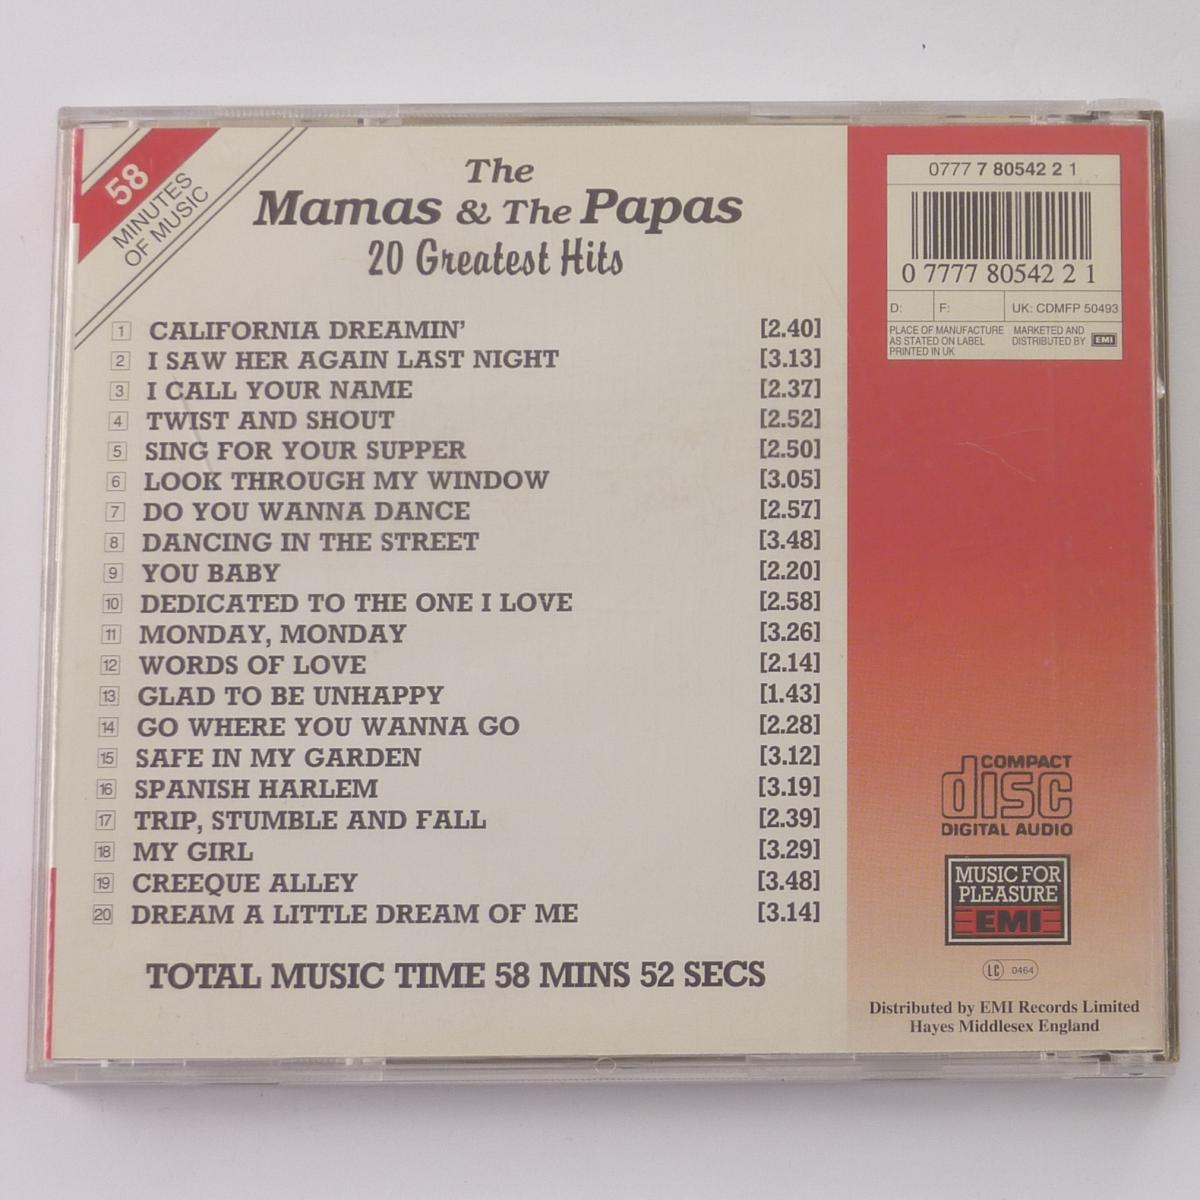 58
MINUTES
OF MUSIC
The
Mamas & The Papas
20 Greatest Hits
1 CALIFORNIA DREAMIN' [2.40]
2 I SAW HER AGAIN LAST NIGHT [3.13]
3 I CALL YOUR NAME [2.37]
4 TWIST AND SHOUT [2.52]
5 SING FOR YOUR SUPPER [2.50]
6 LOOK THROUGH MY WINDOW [3.05]
7 DO YOU WANNA DANCE [2.57]
8 DANCING IN THE STREET [3.48]
9 YOU BABY [2.20]
10 DEDICATED TO THE ONE I LOVE [2.58]
11 MONDAY, MONDAY [3.26]
12 WORDS OF LOVE [2.14]
13 GLAD TO BE UNHAPPY [1.43]
14 GO WHERE YOU WANNA GO [2.28]
15 SAFE IN MY GARDEN [3.12]
16 SPANISH HARLEM [3.19]
17 TRIP, STUMBLE AND FALL [2.39]
18 MY GIRL [3.29]
19 CREEQUE ALLEY [3.48]
20 DREAM A LITTLE DREAM OF ME [3.14]
TOTAL MUSIC TIME 58 MINS 52 SECS
0777 7 80542 2 1
0 7777 80542 2 1
D: F: UK: CDMFP 50493
PLACE OF MANUFACTURE
AS STATED ON LABEL
PRINTED IN UK
MARKETED AND
DISTRIBUTED BY EMI
COMPACT
disc
DIGITAL AUDIO
MUSIC FOR
PLEASURE
EMI
LC 0464
Distributed by EMI Records Limited
Hayes Middlesex England